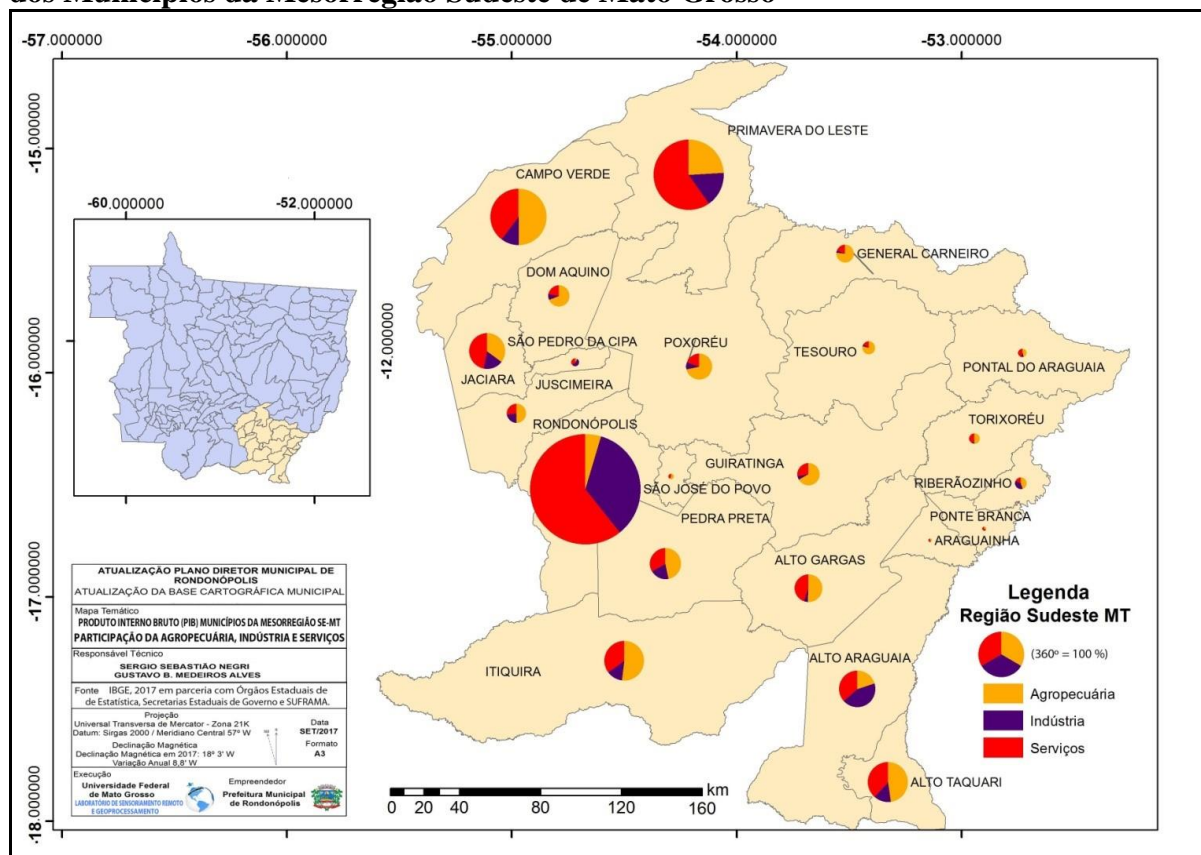 dos Municípios da Mesorregião Sudeste de Mato Grosso
-57.000000 -56.000000 -55.000000 -54.000000 -53.000000
-15.000000
-16.000000
-17.000000
-18.000000
-60.000000 -52.000000
-12.000000
PRIMAVERA DO LESTE
CAMPO VERDE
GENERAL CARNEIRO
DOM AQUINO
SÃO PEDRO DA CIPA
POXORÉU
TESOURO
PONTAL DO ARAGUAIA
JACIARA
JUSCIMEIRA
TORIXORÉU
RONDONÓPOLIS
GUIRATINGA
SÃO JOSÉ DO POVO
RIBERÃOZINHO
PEDRA PRETA
PONTE BRANCA
ARAGUAINHA
ALTO GARGAS
ITIQUIRA
ALTO ARAGUAIA
ALTO TAQUARI
Legenda
Região Sudeste MT
(360º = 100 %)
Agropecuária
Indústria
Serviços
km
0 20 40 80 120 160
ATUALIZAÇÃO PLANO DIRETOR MUNICIPAL DE
RONDONÓPOLIS
ATUALIZAÇÃO DA BASE CARTOGRÁFICA MUNICIPAL
Mapa Temático
PRODUTO INTERNO BRUTO (PIB) MUNICÍPIOS DA MESORREGIÃO SE-MT
PARTICIPAÇÃO DA AGROPECUÁRIA, INDÚSTRIA E SERVIÇOS
Responsável Técnico
SERGIO SEBASTIÃO NEGRI
GUSTAVO B. MEDEIROS ALVES
Fonte IBGE, 2017 em parceria com Órgãos Estaduais de
de Estatística, Secretarias Estaduais de Governo e SUFRAMA.
Projeção
Universal Transversa de Mercator - Zona 21K
Datum: Sirgas 2000 / Meridiano Central 57º W
Declinação Magnética
Declinação Magnética em 2017: 18º 3' W
Variação Anual 8,8' W
Data
SET/2017
Formato
A3
Execução
Universidade Federal
de Mato Grosso
LABORATÓRIO DE SENSORIAMENTO REMOTO
E GEOPROCESSAMENTO
Empreendedor
Prefeitura Municipal
de Rondonópolis